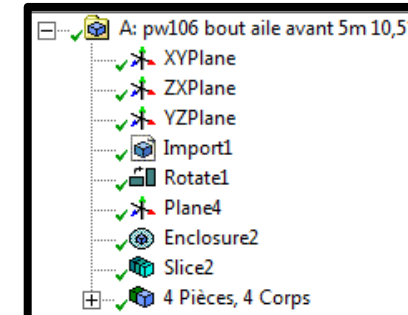 A: pw106 bout aile avant 5m 10,5
XYPlane
ZXPlane
YZPlane
Import1
Rotate1
Plane4
Enclosure2
Slice2
4 Pièces, 4 Corps